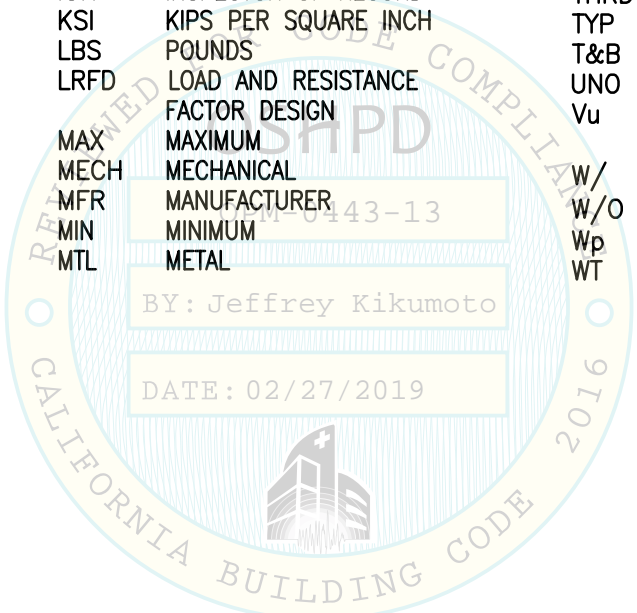 KSI KIPS PER SQUARE INCH
LBS POUNDS
LRFD LOAD AND RESISTANCE
FACTOR DESIGN
MAX MAXIMUM
MECH MECHANICAL
MFR MANUFACTURER
MIN MINIMUM
MTL METAL
TYP
T&B
UNO
Vu
W/
W/O
Wp
WT
REVIEWED FOR CODE COMPLIANCE
OSHPD
OPM-0443-13
BY: Jeffrey Kikumoto
DATE: 02/27/2019
CALIFORNIA BUILDING CODE 2016